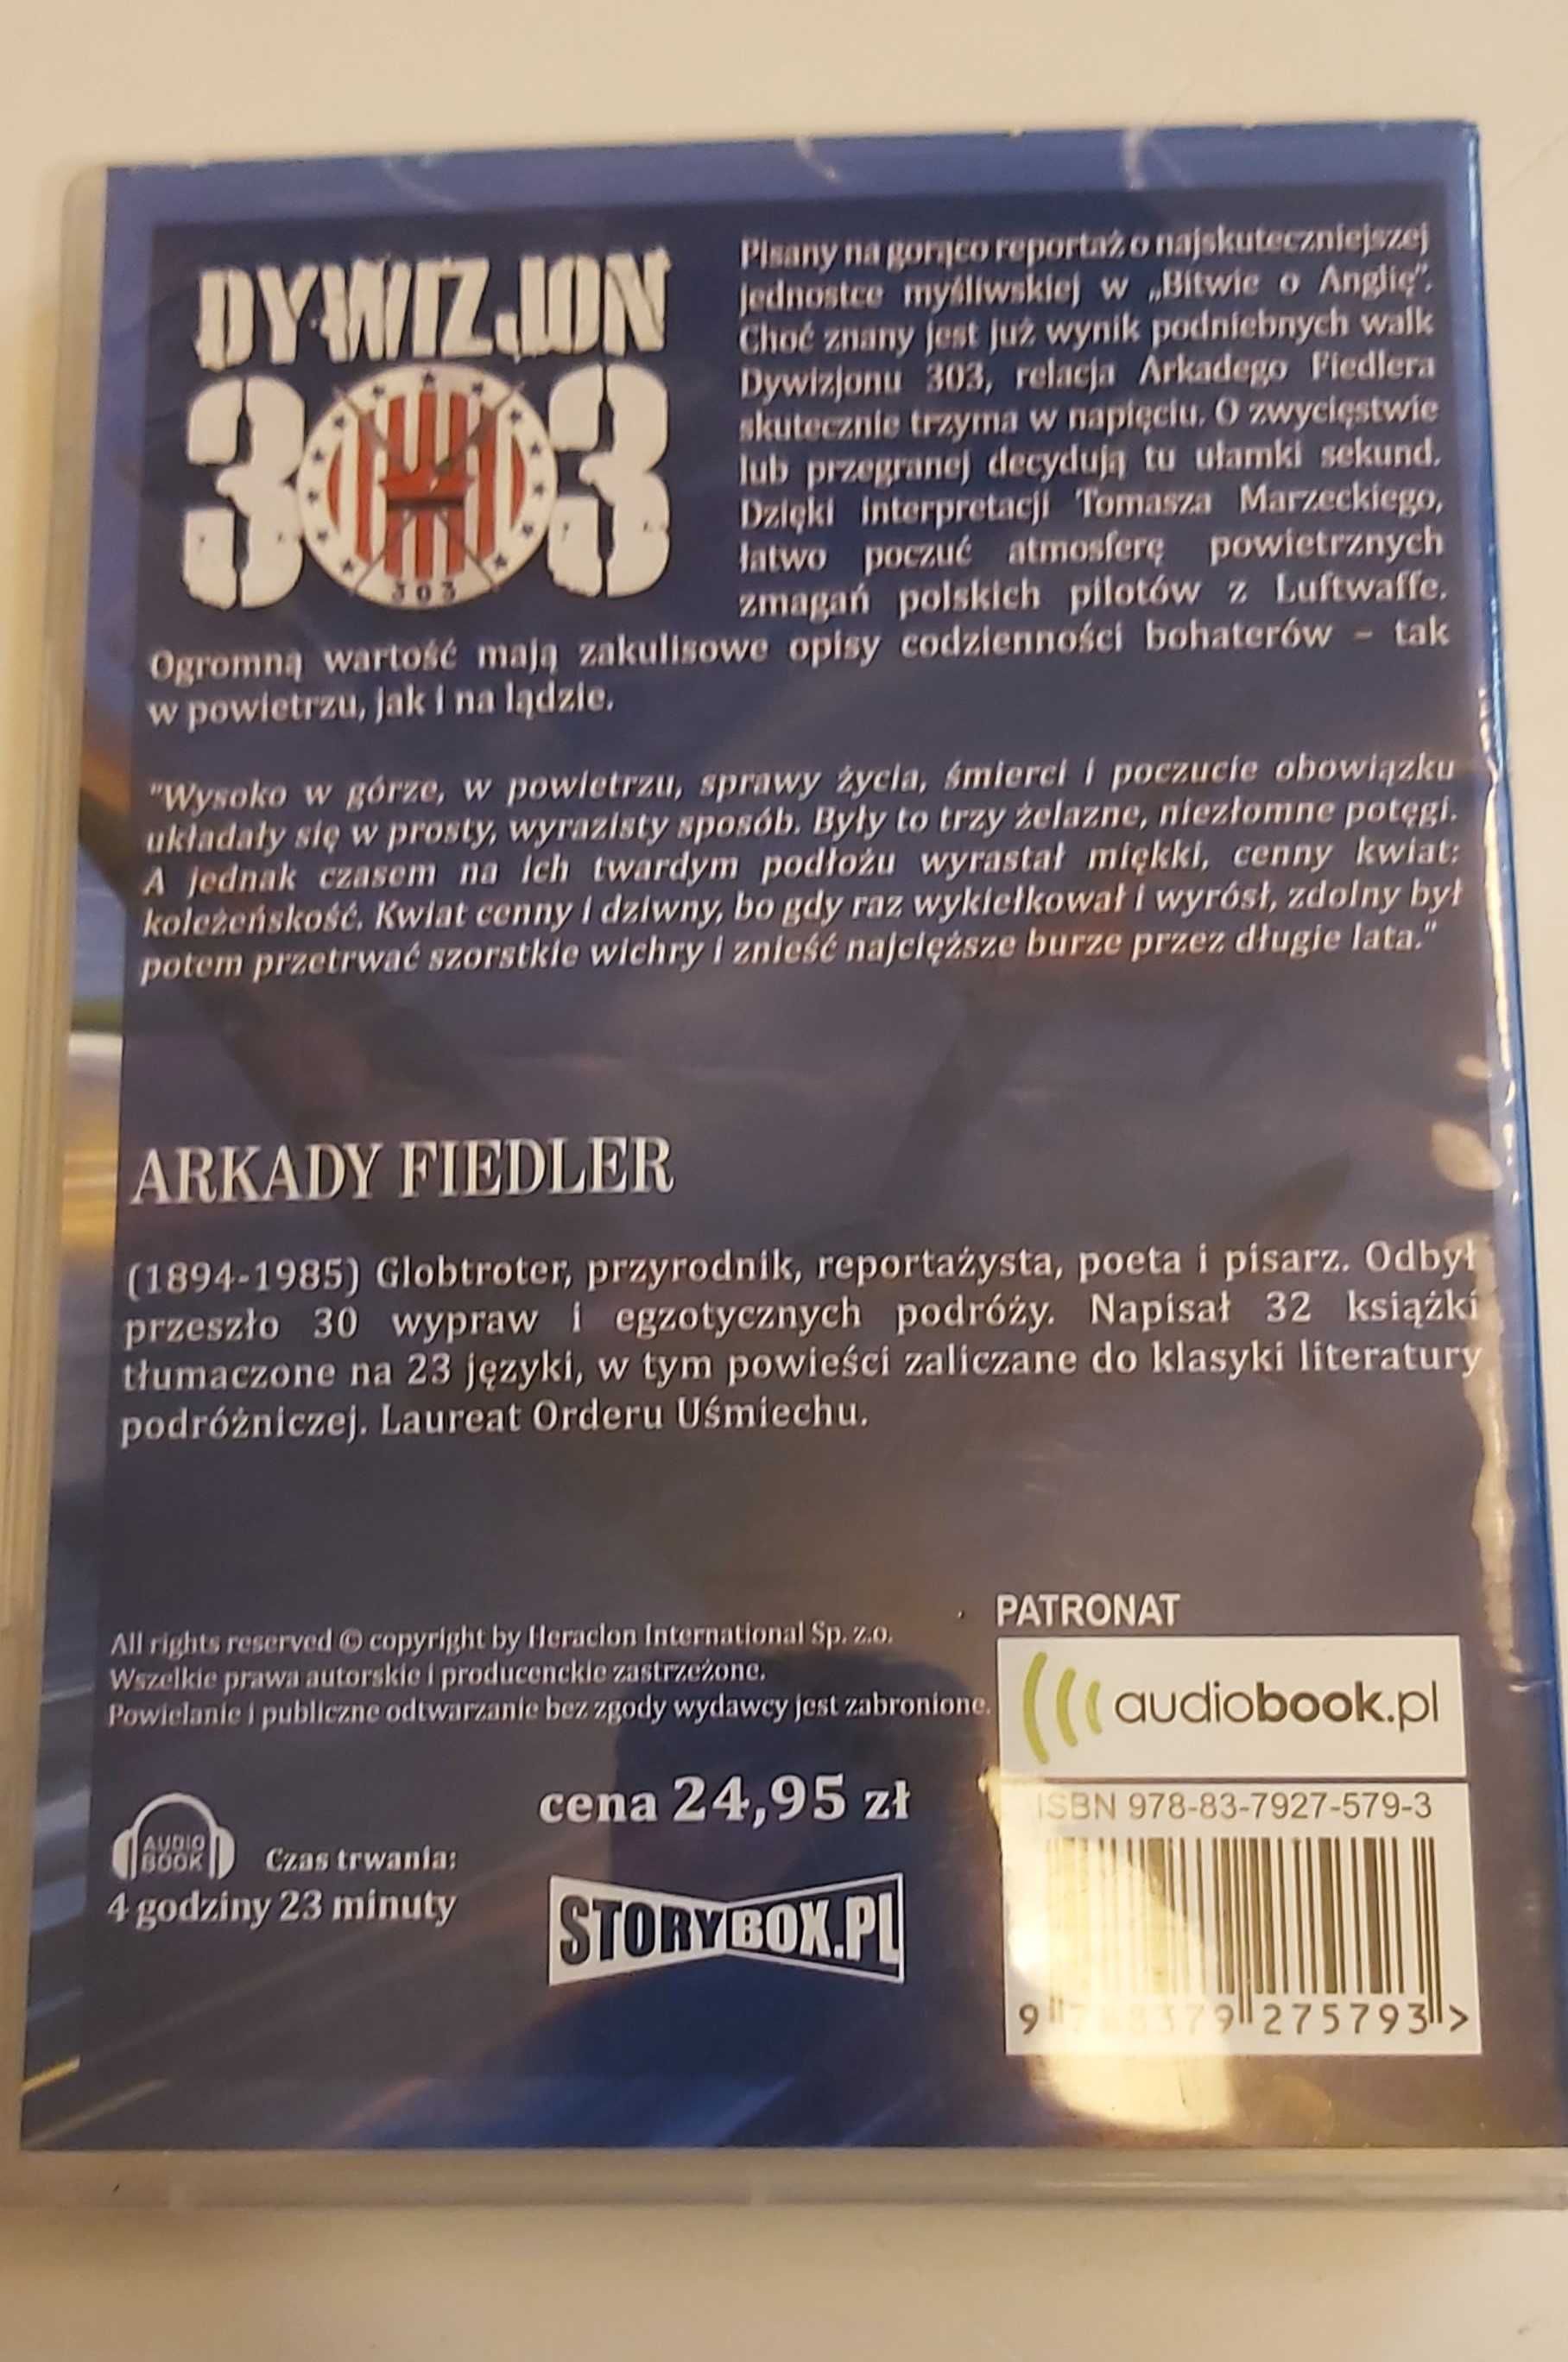 DYWIZJON
303
303
Pisany na gorąco reportaż o najskuteczniejszej
jednostce myśliwskiej w „Bitwie o Anglię".
Choć znany jest już wynik podniebnych walk
Dywizjonu 303, relacja Arkadego Fiedlera
skutecznie trzyma w napięciu. O zwycięstwie
lub przegranej decydują tu ułamki sekund.
Dzięki interpretacji Tomasza Marzeckiego,
łatwo poczuć atmosferę powietrznych
zmagań polskich pilotów z Luftwaffe.
Ogromną wartość mają zakulisowe opisy codzienności bohaterów – tak
w powietrzu, jak i na lądzie.
"Wysoko w górze, w powietrzu, sprawy życia, śmierci i poczucie obowiązku
układały się w prosty, wyrazisty sposób. Były to trzy żelazne, niezłomne potęgi.
A jednak czasem na ich twardym podłożu wyrastał miękki, cenny kwiat:
koleżeńskość. Kwiat cenny i dziwny, bo gdy raz wykiełkował i wyrósł, zdolny był
potem przetrwać szorstkie wichry i znieść najcięższe burze przez długie lata."
ARKADY FIEDLER
(1894-1985) Globtroter, przyrodnik, reportażysta, poeta i pisarz. Odbył
przeszło 30 wypraw i egzotycznych podróży. Napisał 32 książki
tłumaczone na 23 języki, w tym powieści zaliczane do klasyki literatury
podróżniczej. Laureat Orderu Uśmiechu.
All rights reserved © copyright by Heraclon International Sp. z.o.
Wszelkie prawa autorskie i producenckie zastrzeżone.
Powielanie i publiczne odtwarzanie bez zgody wydawcy jest zabronione.
PATRONAT
audiobook.pl
cena 24,95 zł
AUDIO
BOOK
Czas trwania:
4 godziny 23 minuty
STORYBOX.PL
ISBN 978-83-7927-579-3
9 788379 275793 >